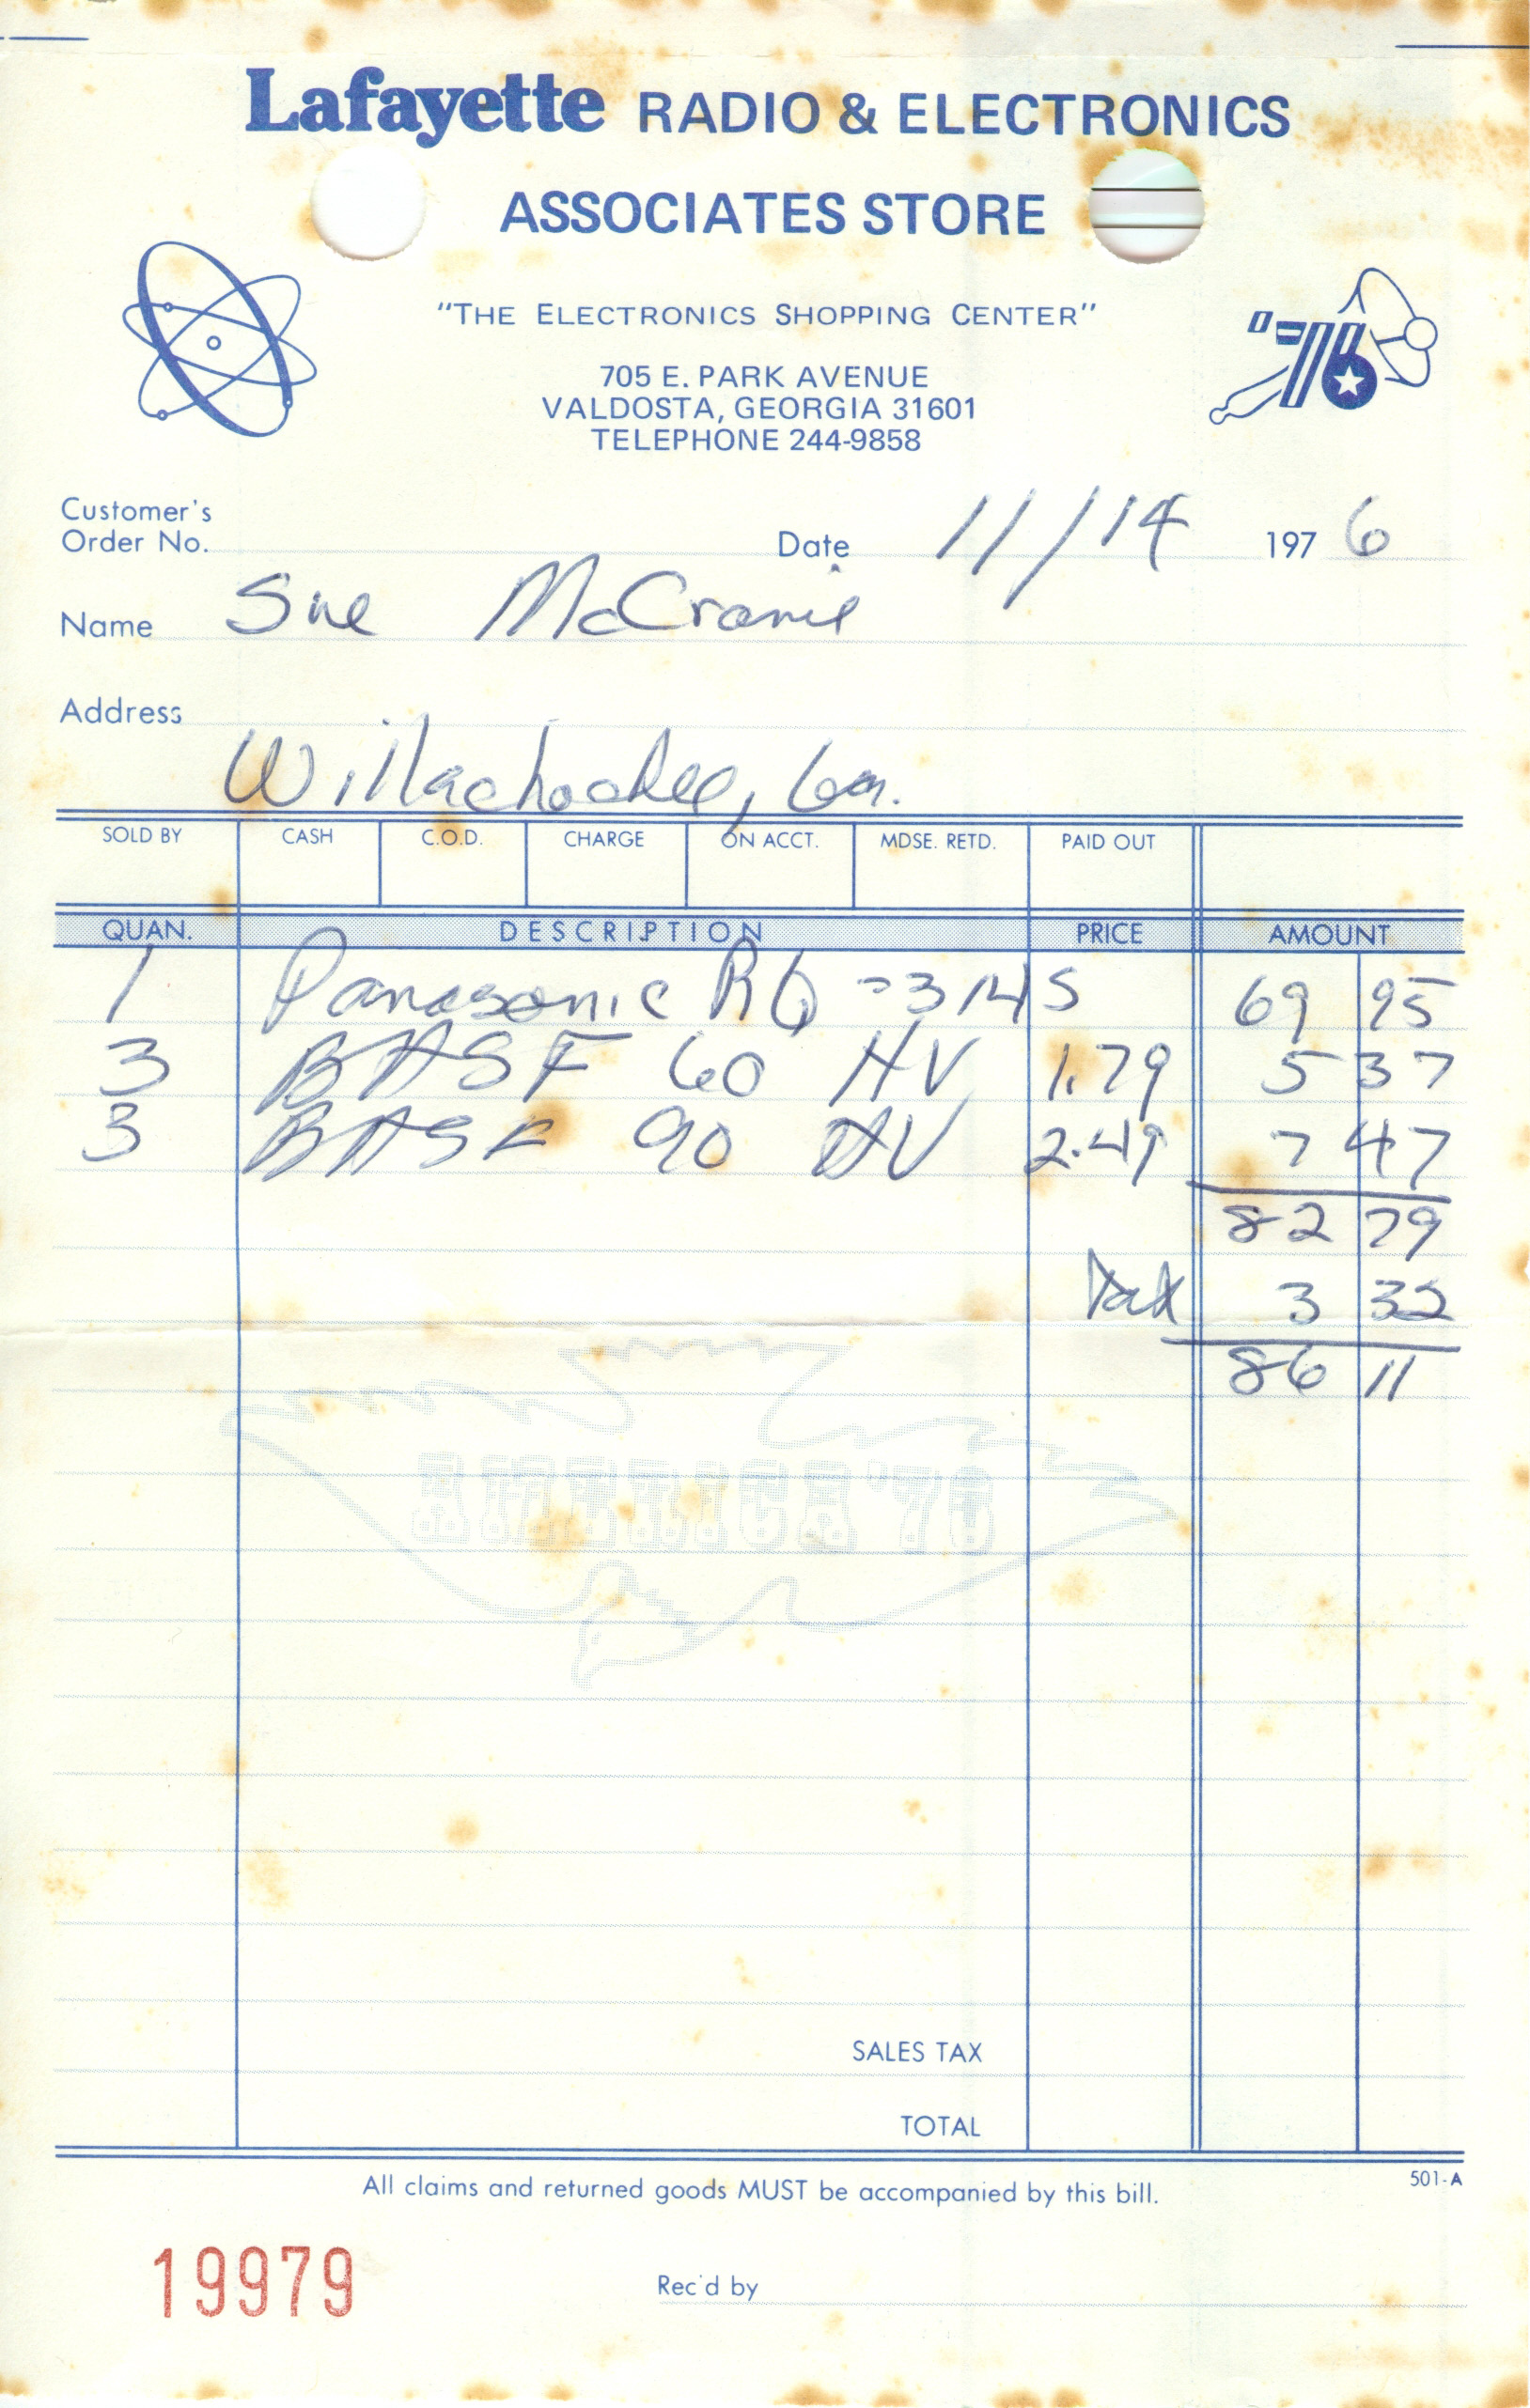 Lafayette RADIO & ELECTRONICS
ASSOCIATES STORE
"THE ELECTRONICS SHOPPING CENTER"
'76
705 E. PARK AVENUE
VALDOSTA, GEORGIA 31601
TELEPHONE 244-9858
Customer's
Order No. Date 11/14 1976
Name Sue McCranie
Address
Willachoochee, Ga.
SOLD BY CASH C.O.D. CHARGE ON ACCT. MDSE. RETD. PAID OUT
QUAN. DESCRIPTION PRICE AMOUNT
1 Panasonic RQ-314S 69 95
3 BASF 60 HV 1.79 5 37
3 BASF 90 HV 2.49 7 47
82 79
Tax 3 32
86 11
AMERICA '76
SALES TAX
TOTAL
All claims and returned goods MUST be accompanied by this bill.
501-A
19979 Rec'd by